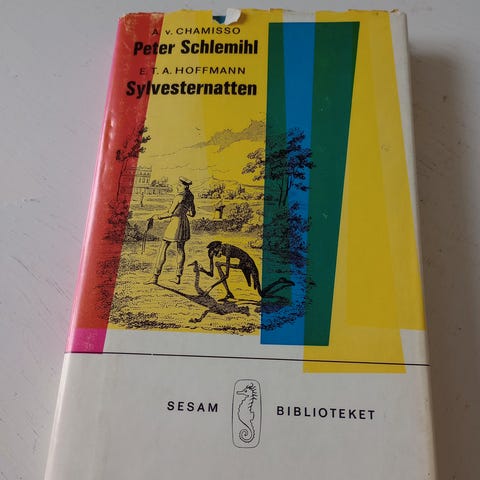 A. v. CHAMISSO
Peter Schlemihl
E. T. A. HOFFMANN
Sylvesternatten
SESAM BIBLIOTEKET